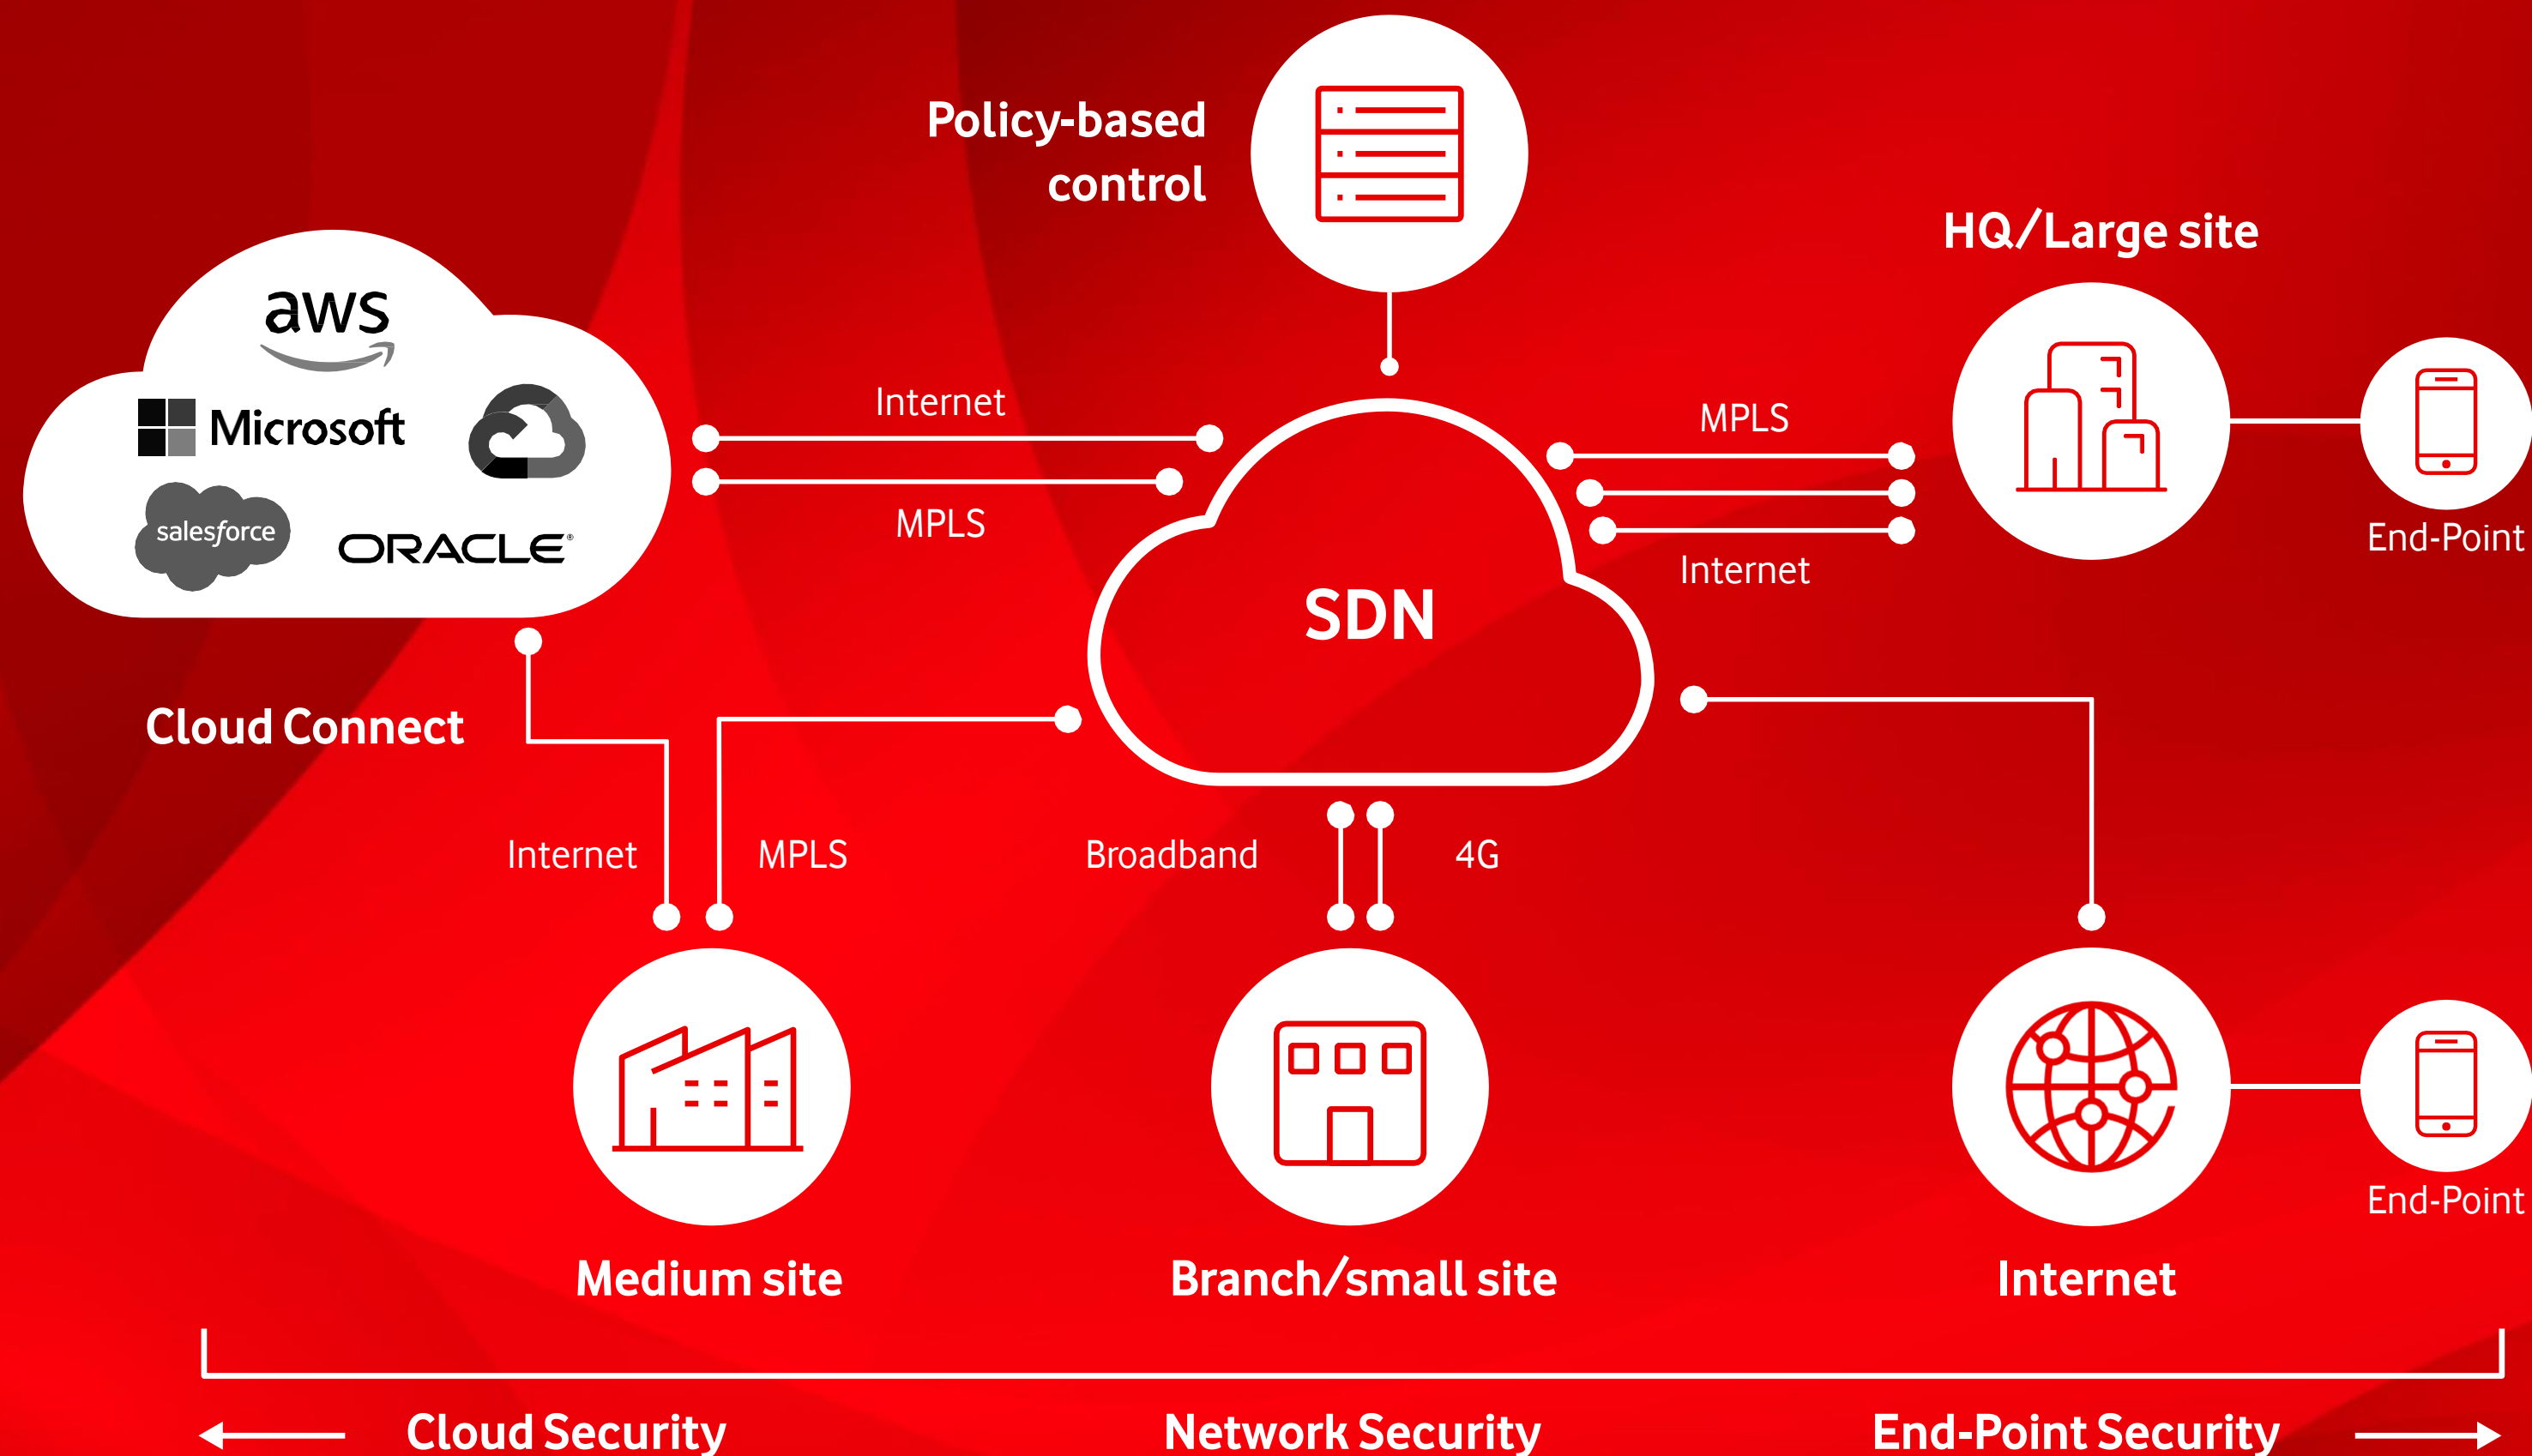 Policy-based
control
HQ/Large site
aws
Microsoft
salesforce
ORACLE®
Internet
MPLS
MPLS
Internet
End-Point
SDN
Cloud Connect
Internet
MPLS
Broadband
4G
Medium site
Branch/small site
Internet
End-Point
Cloud Security
Network Security
End-Point Security